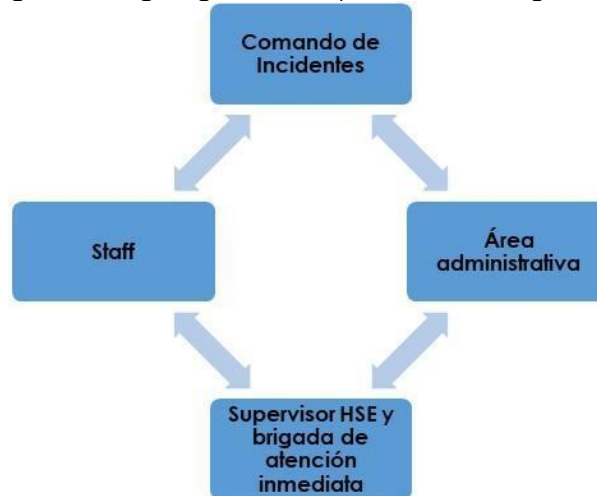 Comando de
Incidentes
Staff
Área
administrativa
Supervisor HSE y
brigada de
atención
inmediata